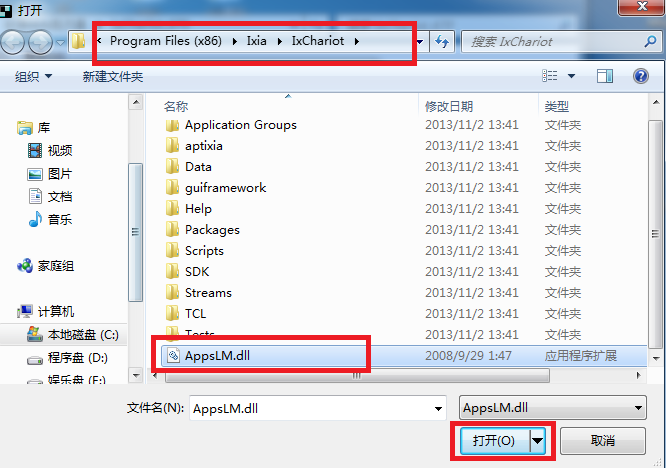 打开
Program Files (x86) Ixia IxChariot
搜索 IxChariot
组织 新建文件夹
名称 修改日期 类型
库
视频
图片
文档
音乐
家庭组
计算机
本地磁盘 (C:)
程序盘 (D:)
娱乐盘 (E:)
Application Groups 2013/11/2 13:41 文件夹
aptixia 2013/11/2 13:41 文件夹
Data 2013/11/2 13:41 文件夹
guiframework 2013/11/2 13:41 文件夹
Help 2013/11/2 13:41 文件夹
Packages 2013/11/2 13:41 文件夹
Scripts 2013/11/2 13:41 文件夹
SDK 2013/11/2 13:41 文件夹
Streams 2013/11/2 13:41 文件夹
TCL 2013/11/2 13:41 文件夹
Tests 2013/11/2 13:41 文件夹
AppsLM.dll 2008/9/29 1:47 应用程序扩展
文件名(N): AppsLM.dll AppsLM.dll
打开(O) 取消